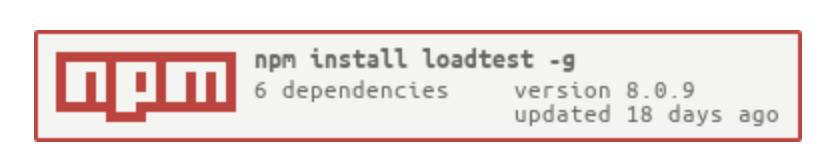 npm
npm install loadtest -g
6 dependencies
version 8.0.9
updated 18 days ago